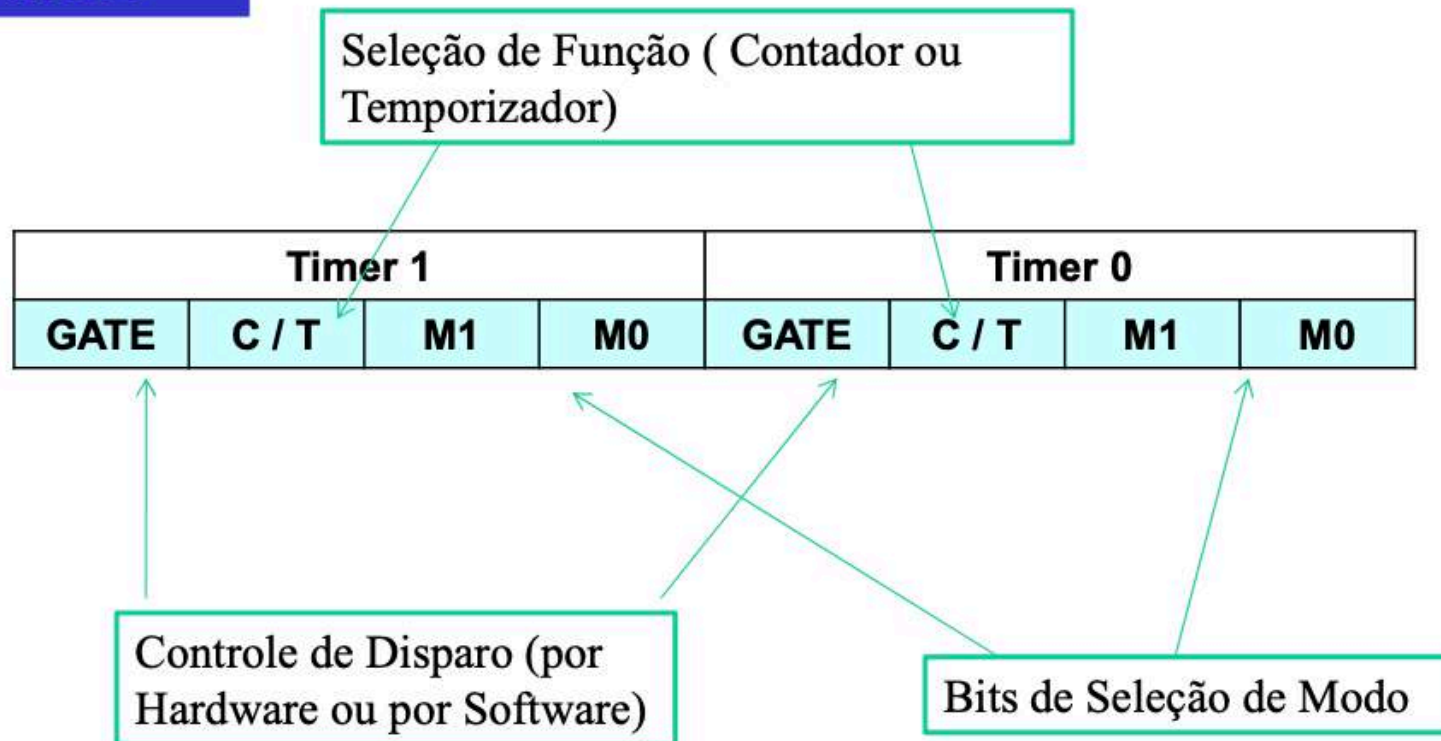 Seleção de Função ( Contador ou
Temporizador)
Timer 1 Timer 0
GATE C / T M1 M0 GATE C / T M1 M0
Controle de Disparo (por
Hardware ou por Software)
Bits de Seleção de Modo